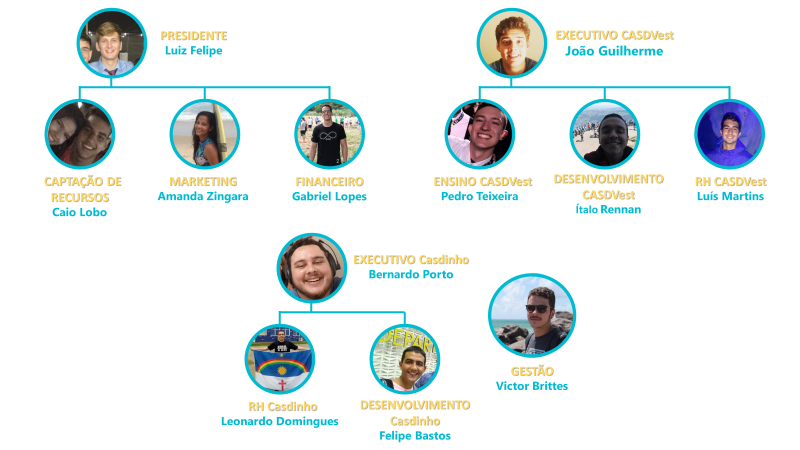 PRESIDENTE
Luiz Felipe
EXECUTIVO CASDVest
João Guilherme
CAPTAÇÃO DE
RECURSOS
Caio Lobo
MARKETING
Amanda Zingara
FINANCEIRO
Gabriel Lopes
ENSINO CASDVest
Pedro Teixeira
DESENVOLVIMENTO
CASDVest
Ítalo Rennan
RH CASDVest
Luís Martins
EXECUTIVO Casdinho
Bernardo Porto
RH Casdinho
Leonardo Domingues
DEPAR
DESENVOLVIMENTO
Casdinho
Felipe Bastos
GESTÃO
Victor Brittes